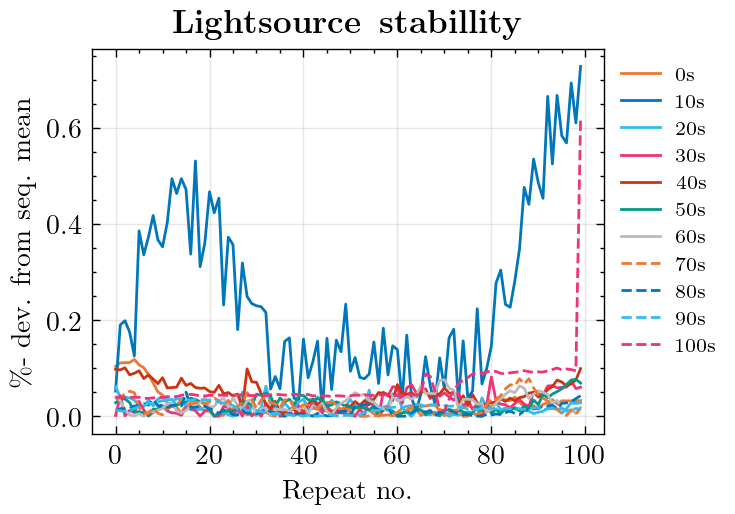 Lightsource stabillity
%- dev. from seq. mean
0.6
0.4
0.2
0.0
0 20 40 60 80 100
Repeat no.
0s
10s
20s
30s
40s
50s
60s
70s
80s
90s
100s